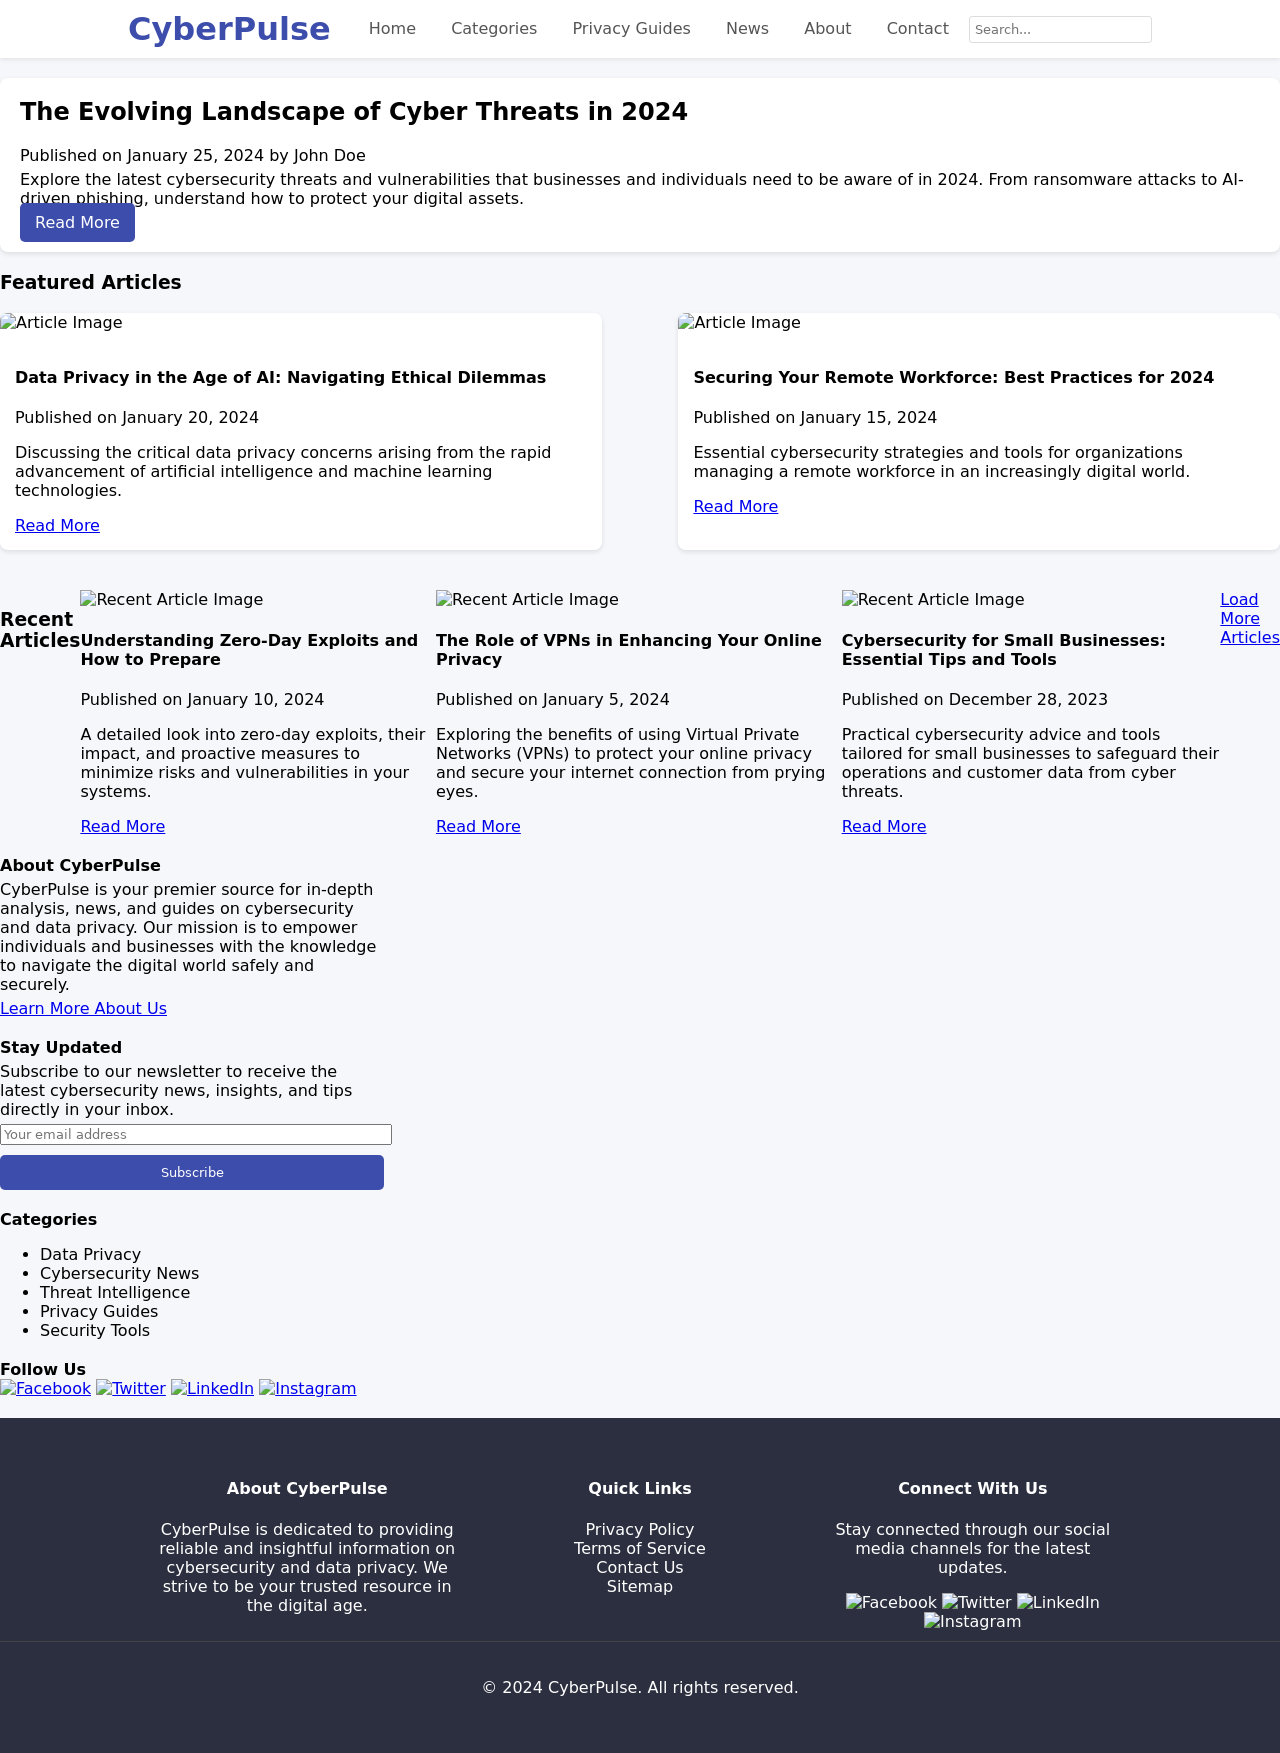 CyberPulse
Home
Categories
Privacy Guides
News
About
Contact
Search...
The Evolving Landscape of Cyber Threats in 2024
Published on January 25, 2024 by John Doe
Explore the latest cybersecurity threats and vulnerabilities that businesses and individuals need to be aware of in 2024. From ransomware attacks to AI-
driven phishing, understand how to protect your digital assets.
Read More
Featured Articles
Article Image
Data Privacy in the Age of AI: Navigating Ethical Dilemmas
Published on January 20, 2024
Discussing the critical data privacy concerns arising from the rapid
advancement of artificial intelligence and machine learning
technologies.
Read More
Article Image
Securing Your Remote Workforce: Best Practices for 2024
Published on January 15, 2024
Essential cybersecurity strategies and tools for organizations
managing a remote workforce in an increasingly digital world.
Read More
Recent
Articles
Recent Article Image
Understanding Zero-Day Exploits and
How to Prepare
Published on January 10, 2024
A detailed look into zero-day exploits, their
impact, and proactive measures to
minimize risks and vulnerabilities in your
systems.
Read More
Recent Article Image
The Role of VPNs in Enhancing Your Online
Privacy
Published on January 5, 2024
Exploring the benefits of using Virtual Private
Networks (VPNs) to protect your online privacy
and secure your internet connection from prying
eyes.
Read More
Recent Article Image
Cybersecurity for Small Businesses:
Essential Tips and Tools
Published on December 28, 2023
Practical cybersecurity advice and tools
tailored for small businesses to safeguard their
operations and customer data from cyber
threats.
Read More
Load
More
Articles
About CyberPulse
CyberPulse is your premier source for in-depth
analysis, news, and guides on cybersecurity
and data privacy. Our mission is to empower
individuals and businesses with the knowledge
to navigate the digital world safely and
securely.
Learn More About Us
Stay Updated
Subscribe to our newsletter to receive the
latest cybersecurity news, insights, and tips
directly in your inbox.
Your email address
Subscribe
Categories
Data Privacy
Cybersecurity News
Threat Intelligence
Privacy Guides
Security Tools
Follow Us
Facebook Twitter LinkedIn Instagram
About CyberPulse
CyberPulse is dedicated to providing
reliable and insightful information on
cybersecurity and data privacy. We
strive to be your trusted resource in
the digital age.
Quick Links
Privacy Policy
Terms of Service
Contact Us
Sitemap
Connect With Us
Stay connected through our social
media channels for the latest
updates.
Facebook Twitter LinkedIn
Instagram
© 2024 CyberPulse. All rights reserved.